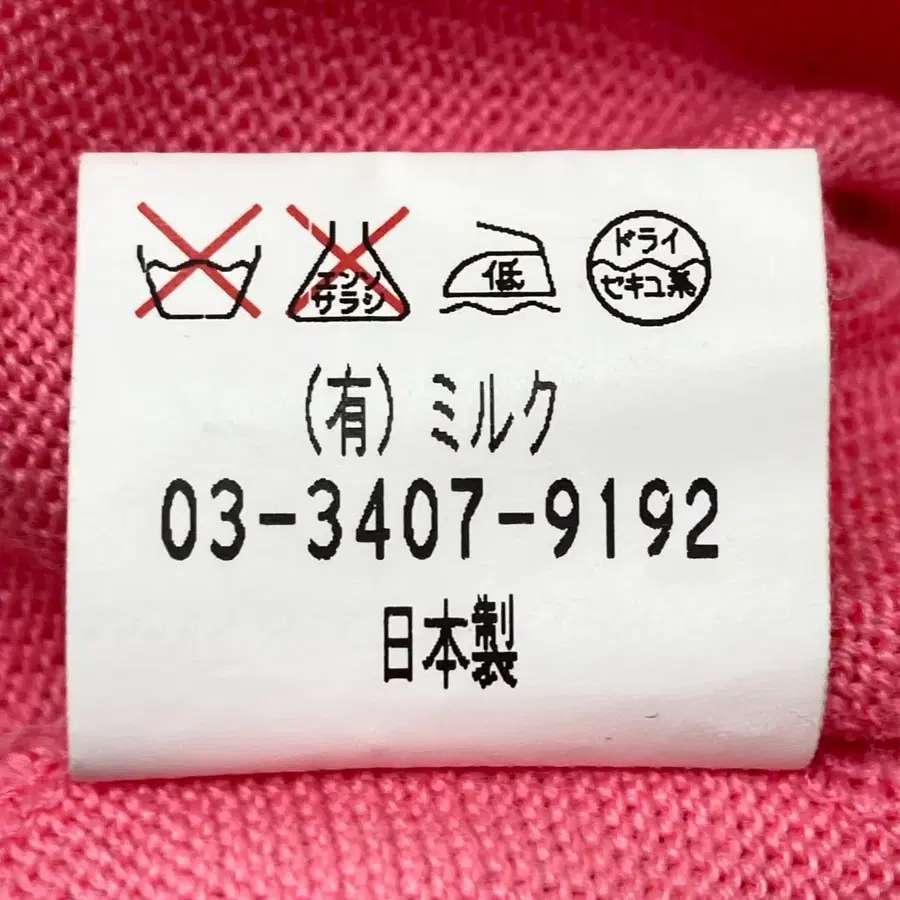 エンソ
サラシ
低
ドライ
セキユ系
(有)ミルク
03-3407-9192
日本製